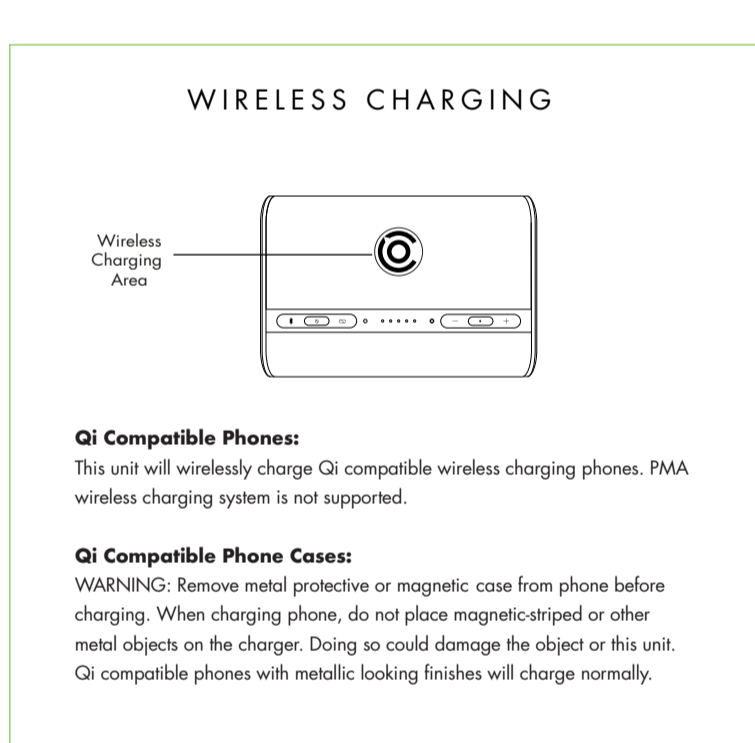 WIRELESS CHARGING
Wireless
Charging
Area
Qi Compatible Phones:
This unit will wirelessly charge Qi compatible wireless charging phones. PMA
wireless charging system is not supported.
Qi Compatible Phone Cases:
WARNING: Remove metal protective or magnetic case from phone before
charging. When charging phone, do not place magnetic-striped or other
metal objects on the charger. Doing so could damage the object or this unit.
Qi compatible phones with metallic looking finishes will charge normally.